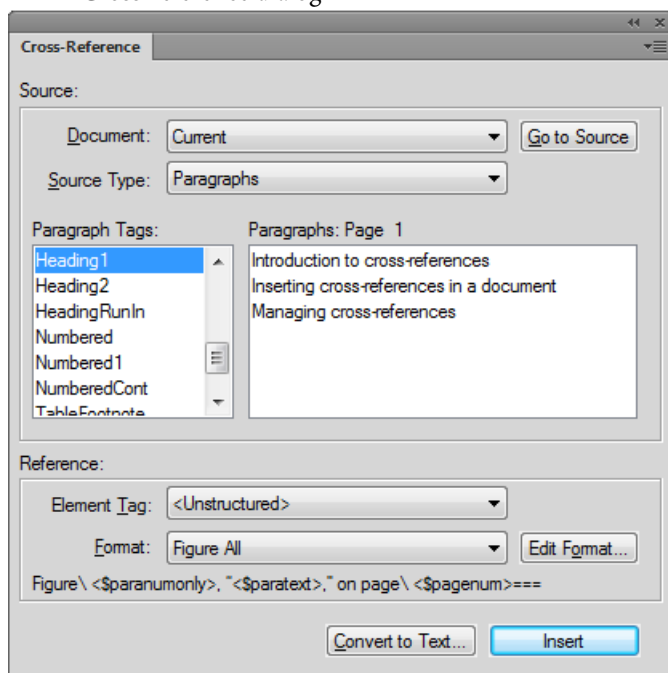 Cross-Reference
Source:
Document: Current Go to Source
Source Type: Paragraphs
Paragraph Tags: Paragraphs: Page 1
Heading1 Introduction to cross-references
Heading2 Inserting cross-references in a document
HeadingRunIn Managing cross-references
Numbered
Numbered1
NumberedCont
TableFootnote
Reference:
Element Tag: <Unstructured>
Format: Figure All Edit Format...
Figure\ <$paranumonly>, "<$paratext>," on page\ <$pagenum>===
Convert to Text... Insert